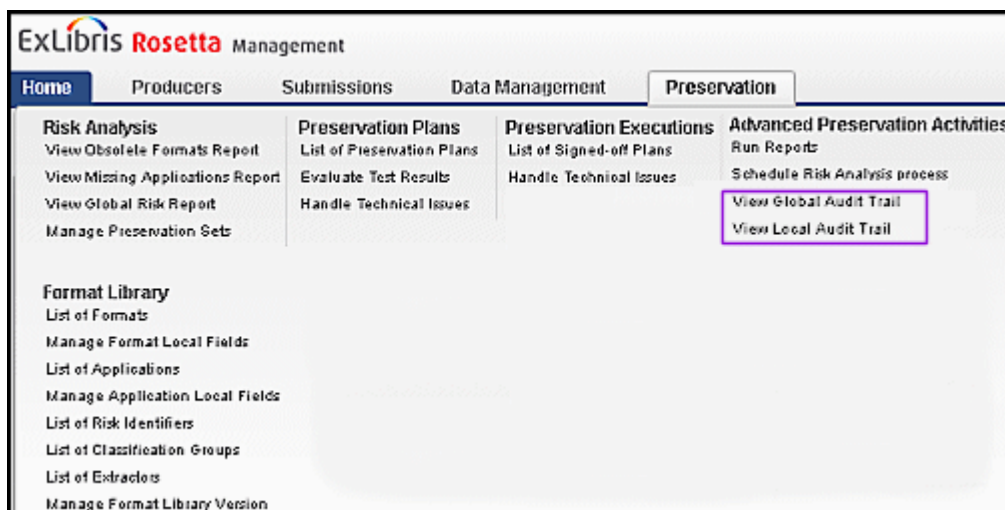 ExLibris Rosetta Management
Home Producers Submissions Data Management Preservation
Risk Analysis
View Obsolete Formats Report
View Missing Applications Report
View Global Risk Report
Manage Preservation Sets
Preservation Plans
List of Preservation Plans
Evaluate Test Results
Handle Technical Issues
Preservation Executions
List of Signed-off Plans
Handle Technical Issues
Advanced Preservation Activities
Run Reports
Schedule Risk Analysis process
View Global Audit Trail
View Local Audit Trail
Format Library
List of Formats
Manage Format Local Fields
List of Applications
Manage Application Local Fields
List of Risk Identifiers
List of Classification Groups
List of Extractors
Manage Format Library Version